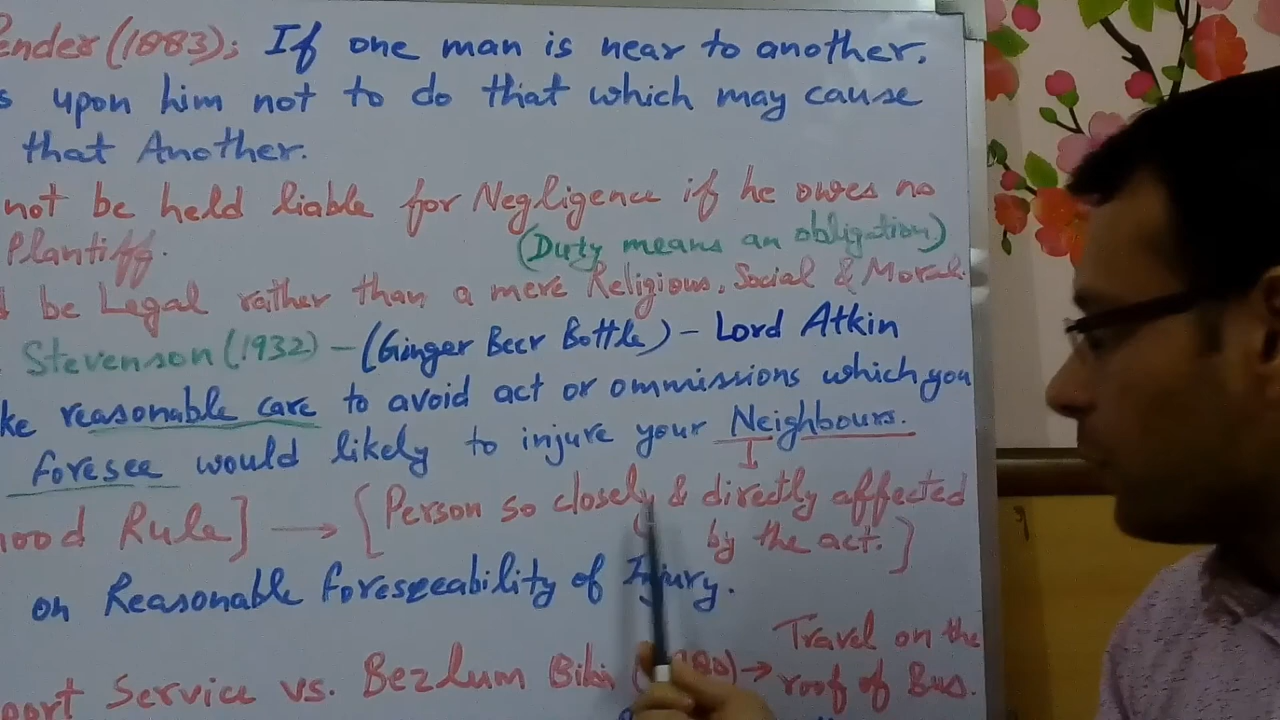 ender (1883); If one man is near to another,
s upon him not to do that which may cause
that Another.
not be held liable for Negligence if he owes no
Plantiff.
(Duty means an obligation)
be Legal rather than a mere Religious, Social & Moral.
Stevenson (1932) - (Ginger Beer Bottle) - Lord Atkin
ke reasonable care to avoid act or ommissions which you
foresee would likely to injure your Neighbours.
hood Rule] → [Person so closely & directly affected
by the act.]
on Reasonable foreseeability of Injury.
Travel on the
port Service vs. Bezlum Bibi → roof of Bus.